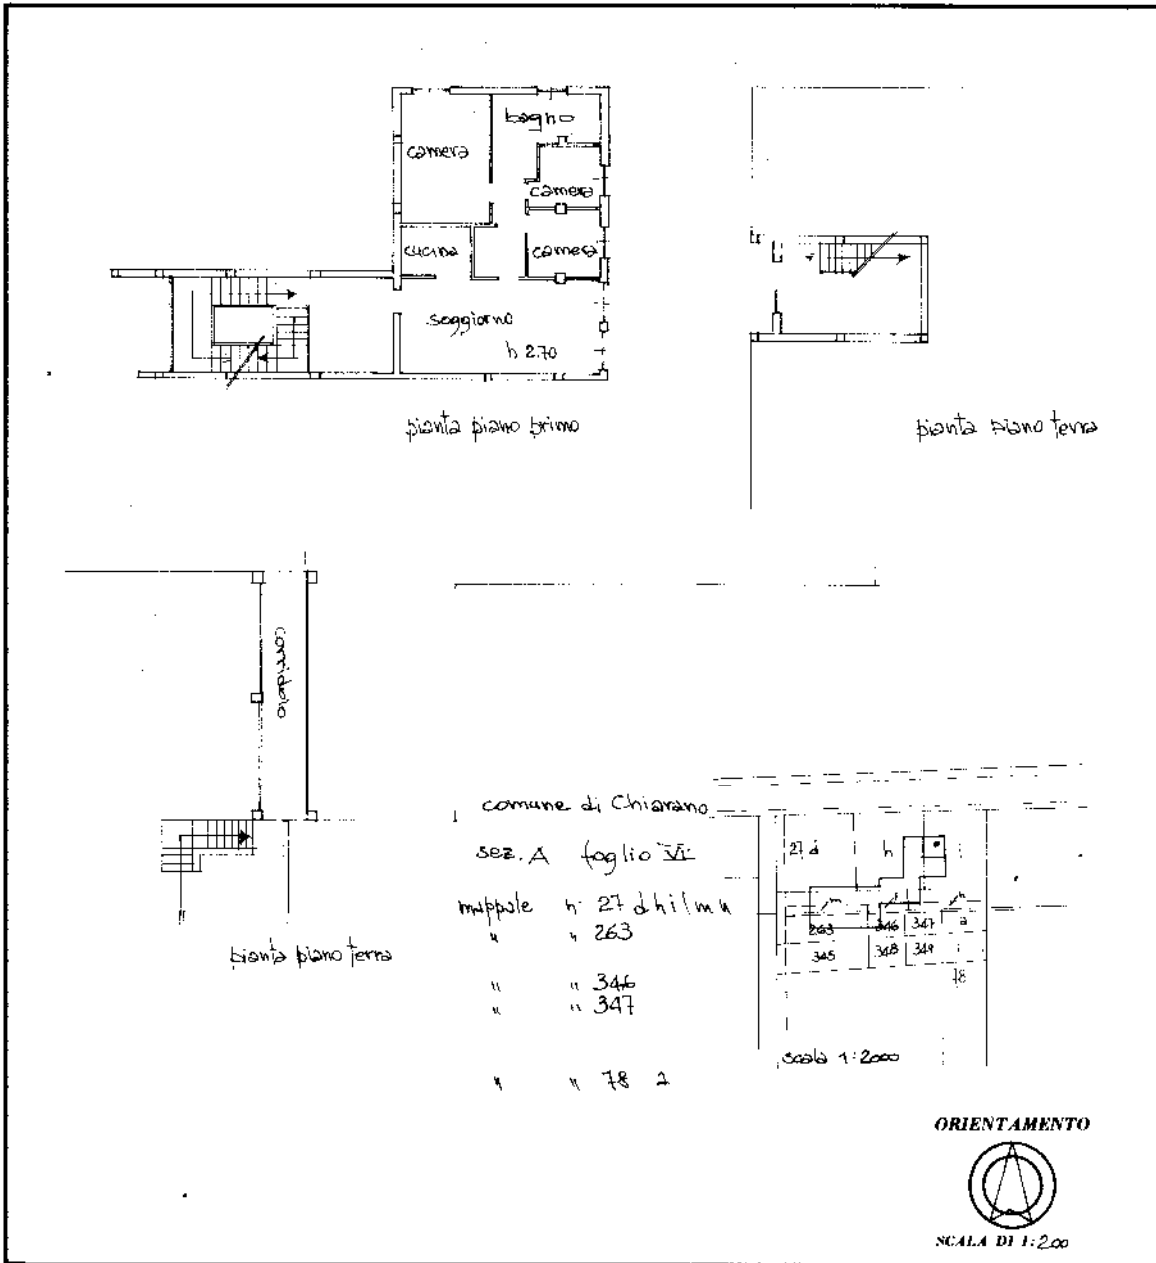 bagno
camera
camera
cucina
camera
soggiorno
h 2.70
pianta piano primo
pianta piano terra
corridoio
pianta piano terra
comune di Chiarano
sez. A foglio VI
mappale n. 27 d h i l m n
" " 263
" " 346
" " 347
" " 78 a
27 d h i
m l n
263 346 347 a
345 348 349 i
78
scala 1:2000
ORIENTAMENTO
SCALA DI 1:200